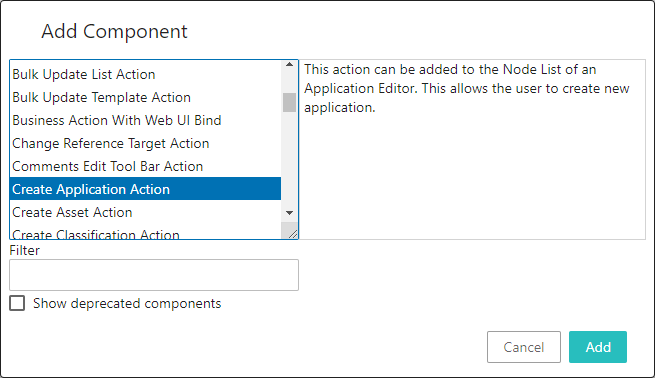 Add Component
Bulk Update List Action
Bulk Update Template Action
Business Action With Web UI Bind
Change Reference Target Action
Comments Edit Tool Bar Action
Create Application Action
Create Asset Action
Create Classification Action
This action can be added to the Node List of an
Application Editor. This allows the user to create new
application.
Filter
Show deprecated components
Cancel
Add